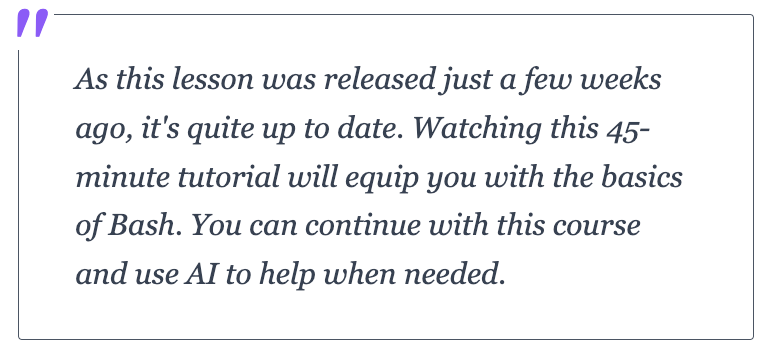 As this lesson was released just a few weeks
ago, it's quite up to date. Watching this 45-
minute tutorial will equip you with the basics
of Bash. You can continue with this course
and use AI to help when needed.